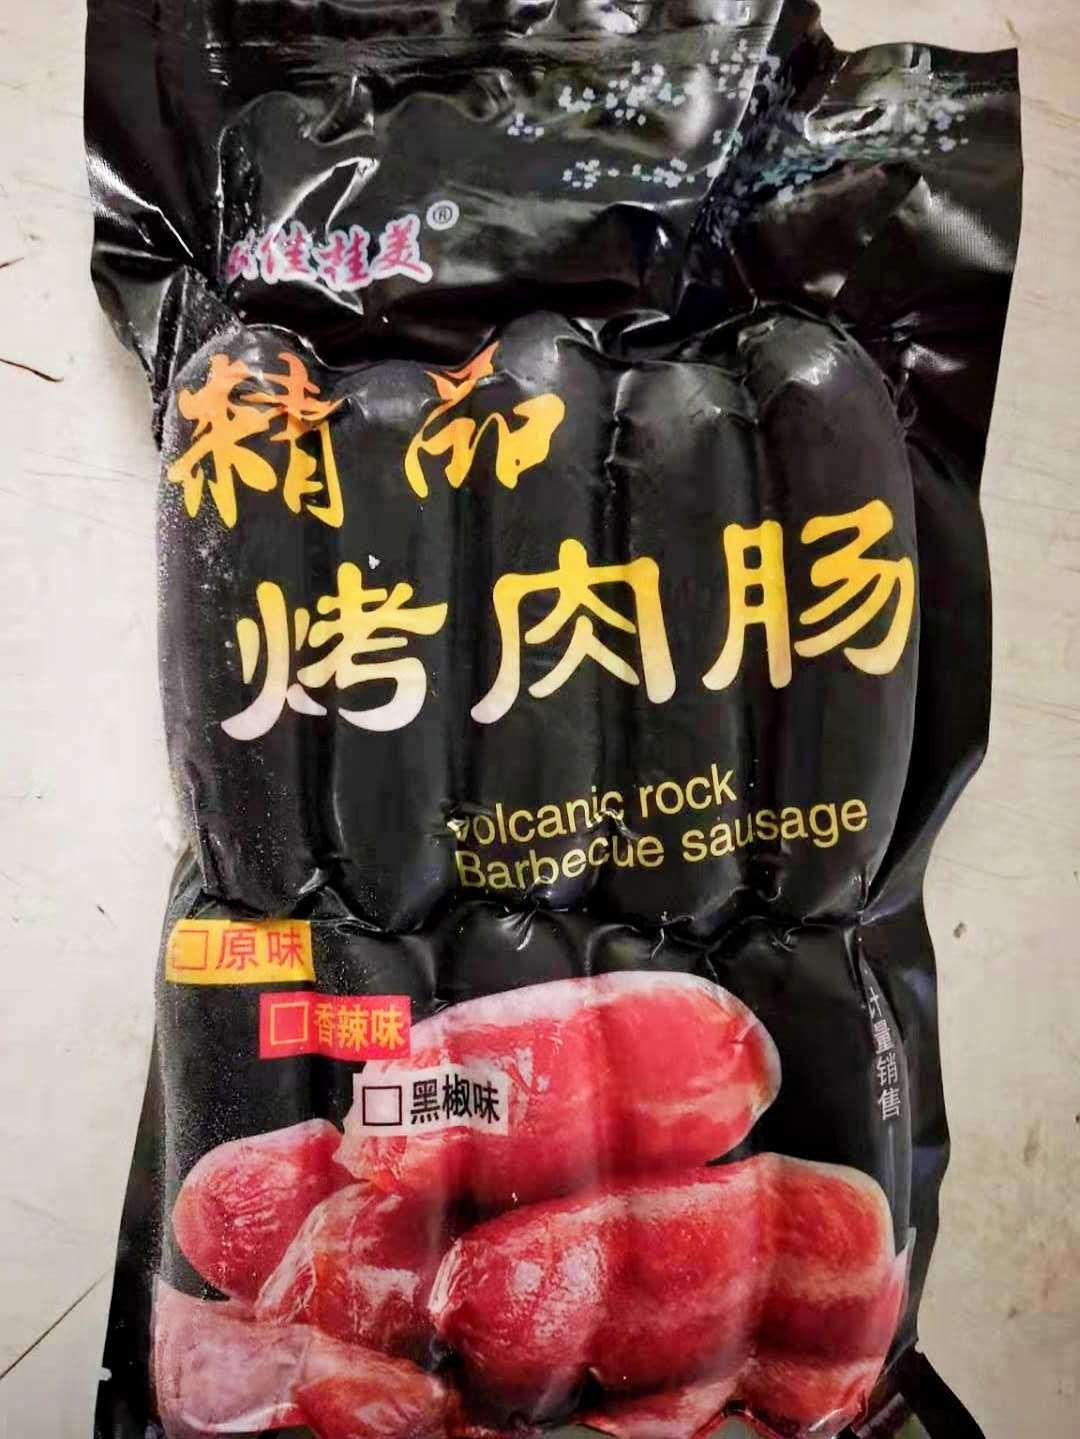 佳桂美®
精品
烤肉肠
volcanic rock
Barbecue sausage
原味
香辣味
黑椒味
计量销售